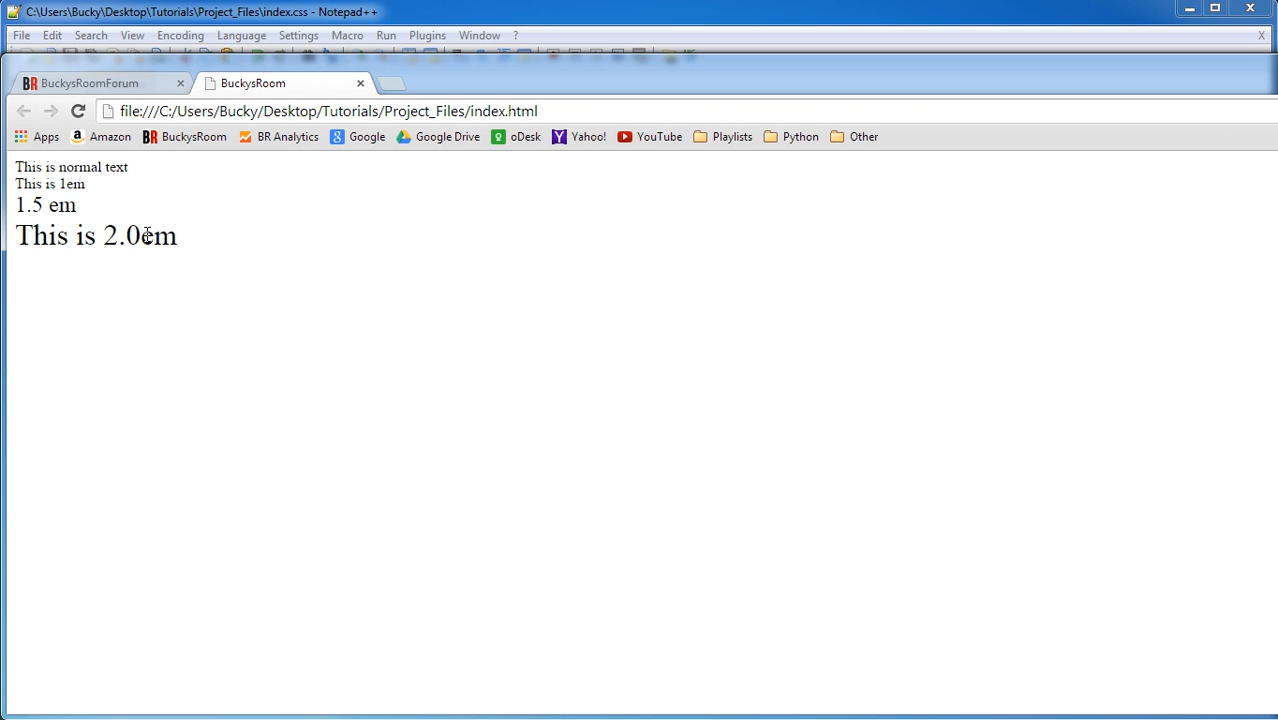 C:\Users\Bucky\Desktop\Tutorials\Project_Files\index.css - Notepad++
File Edit Search View Encoding Language Settings Macro Run Plugins Window ? X
BR BuckysRoomForum BuckysRoom
file:///C:/Users/Bucky/Desktop/Tutorials/Project_Files/index.html
Apps a Amazon BR BuckysRoom BR Analytics 8 Google Google Drive oDesk Y Yahoo! YouTube Playlists Python Other
This is normal text
This is 1em
1.5 em
This is 2.0em